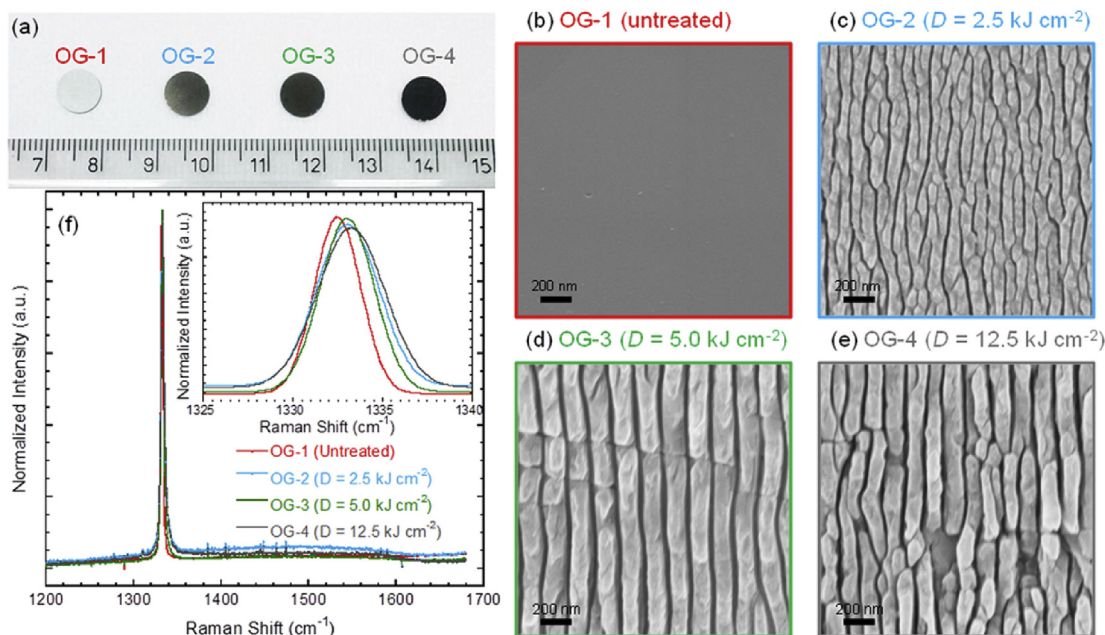 (a)
OG-1 OG-2 OG-3 OG-4
7 8 9 10 11 12 13 14 15
(b) OG-1 (untreated)
200 nm
(c) OG-2 (D = 2.5 kJ cm⁻²)
200 nm
(d) OG-3 (D = 5.0 kJ cm⁻²)
200 nm
(e) OG-4 (D = 12.5 kJ cm⁻²)
200 nm
(f)
Normalized Intensity (a.u.)
Normalized Intensity (a.u.)
1325 1330 1335 1340
Raman Shift (cm⁻¹)
OG-1 (Untreated)
OG-2 (D = 2.5 kJ cm⁻²)
OG-3 (D = 5.0 kJ cm⁻²)
OG-4 (D = 12.5 kJ cm⁻²)
1200 1300 1400 1500 1600 1700
Raman Shift (cm⁻¹)